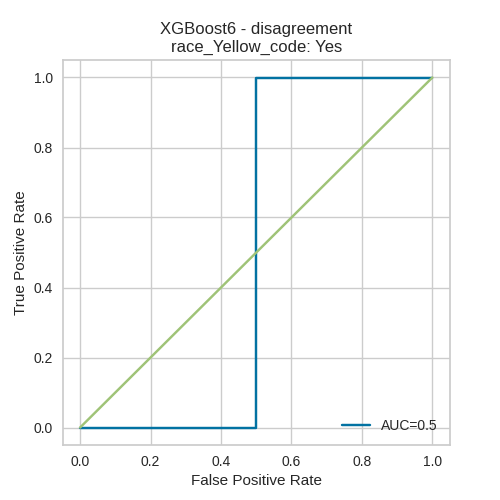 XGBoost6 - disagreement
race_Yellow_code: Yes
1.0
0.8
0.6
0.4
0.2
0.0
True Positive Rate
AUC=0.5
0.0 0.2 0.4 0.6 0.8 1.0
False Positive Rate